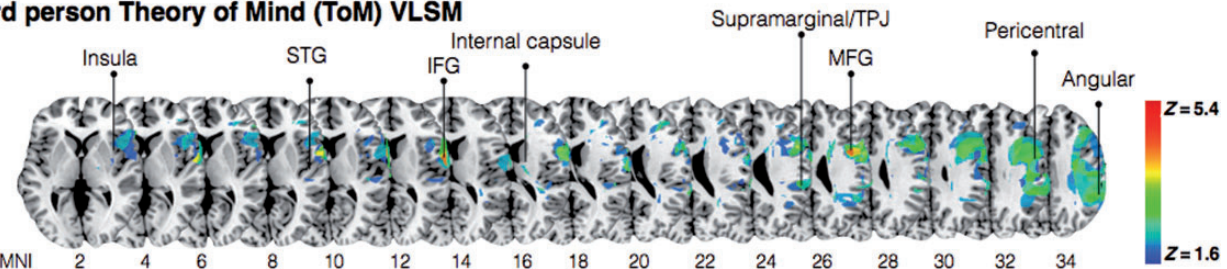 rd person Theory of Mind (ToM) VLSM
Supramarginal/TPJ
Internal capsule
Pericentral
Insula
STG
IFG
MFG
Angular
Z=5.4
Z=1.6
MNI 2 4 6 8 10 12 14 16 18 20 22 24 26 28 30 32 34